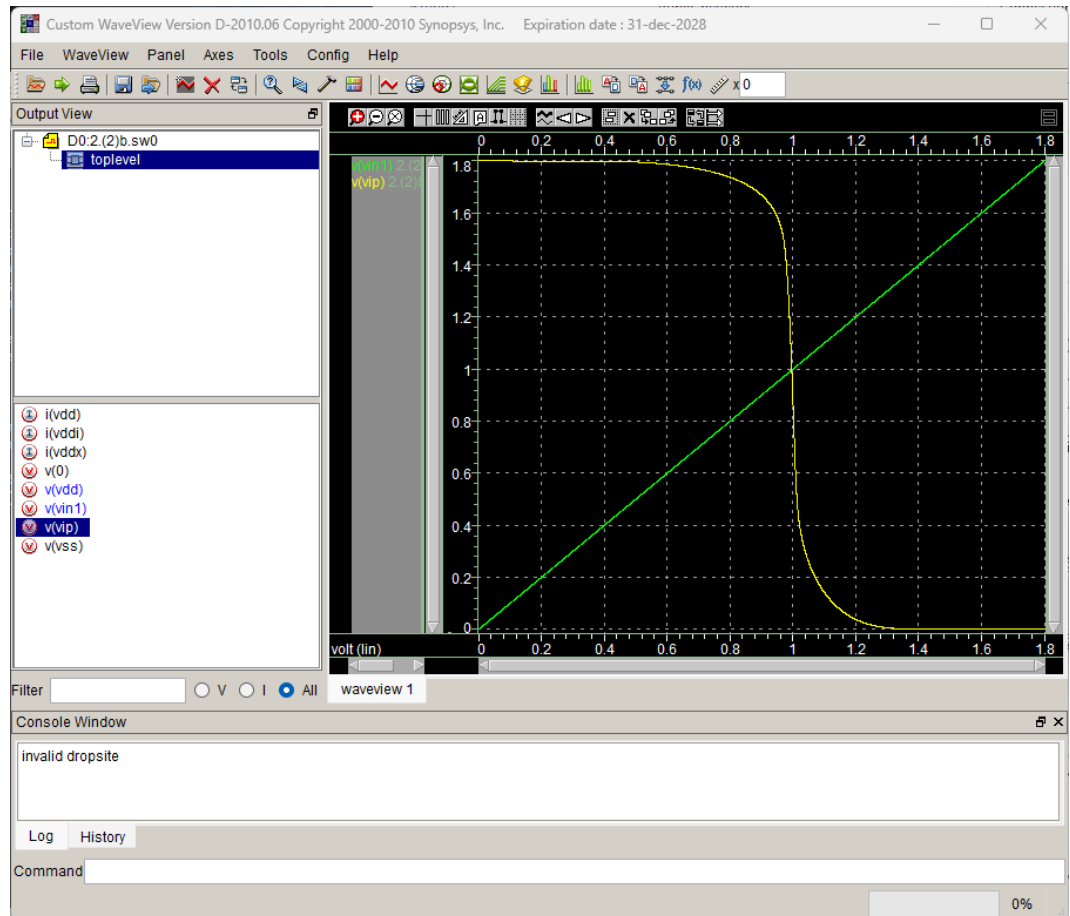 Custom WaveView Version D-2010.06 Copyright 2000-2010 Synopsys, Inc. Expiration date : 31-dec-2028
File WaveView Panel Axes Tools Config Help
f(x) x 0
Output View
D0:2.(2)b.sw0
toplevel
0 0.2 0.4 0.6 0.8 1 1.2 1.4 1.6 1.8
v(vin1) 2.(2
v(vip) 2.(2)
1.8
1.6
1.4
1.2
1
0.8
0.6
0.4
0.2
0
volt (lin) 0 0.2 0.4 0.6 0.8 1 1.2 1.4 1.6 1.8
i(vdd)
i(vddi)
i(vddx)
v(0)
v(vdd)
v(vin1)
v(vip)
v(vss)
Filter V I All waveview 1
Console Window
invalid dropsite
Log History
Command
0%